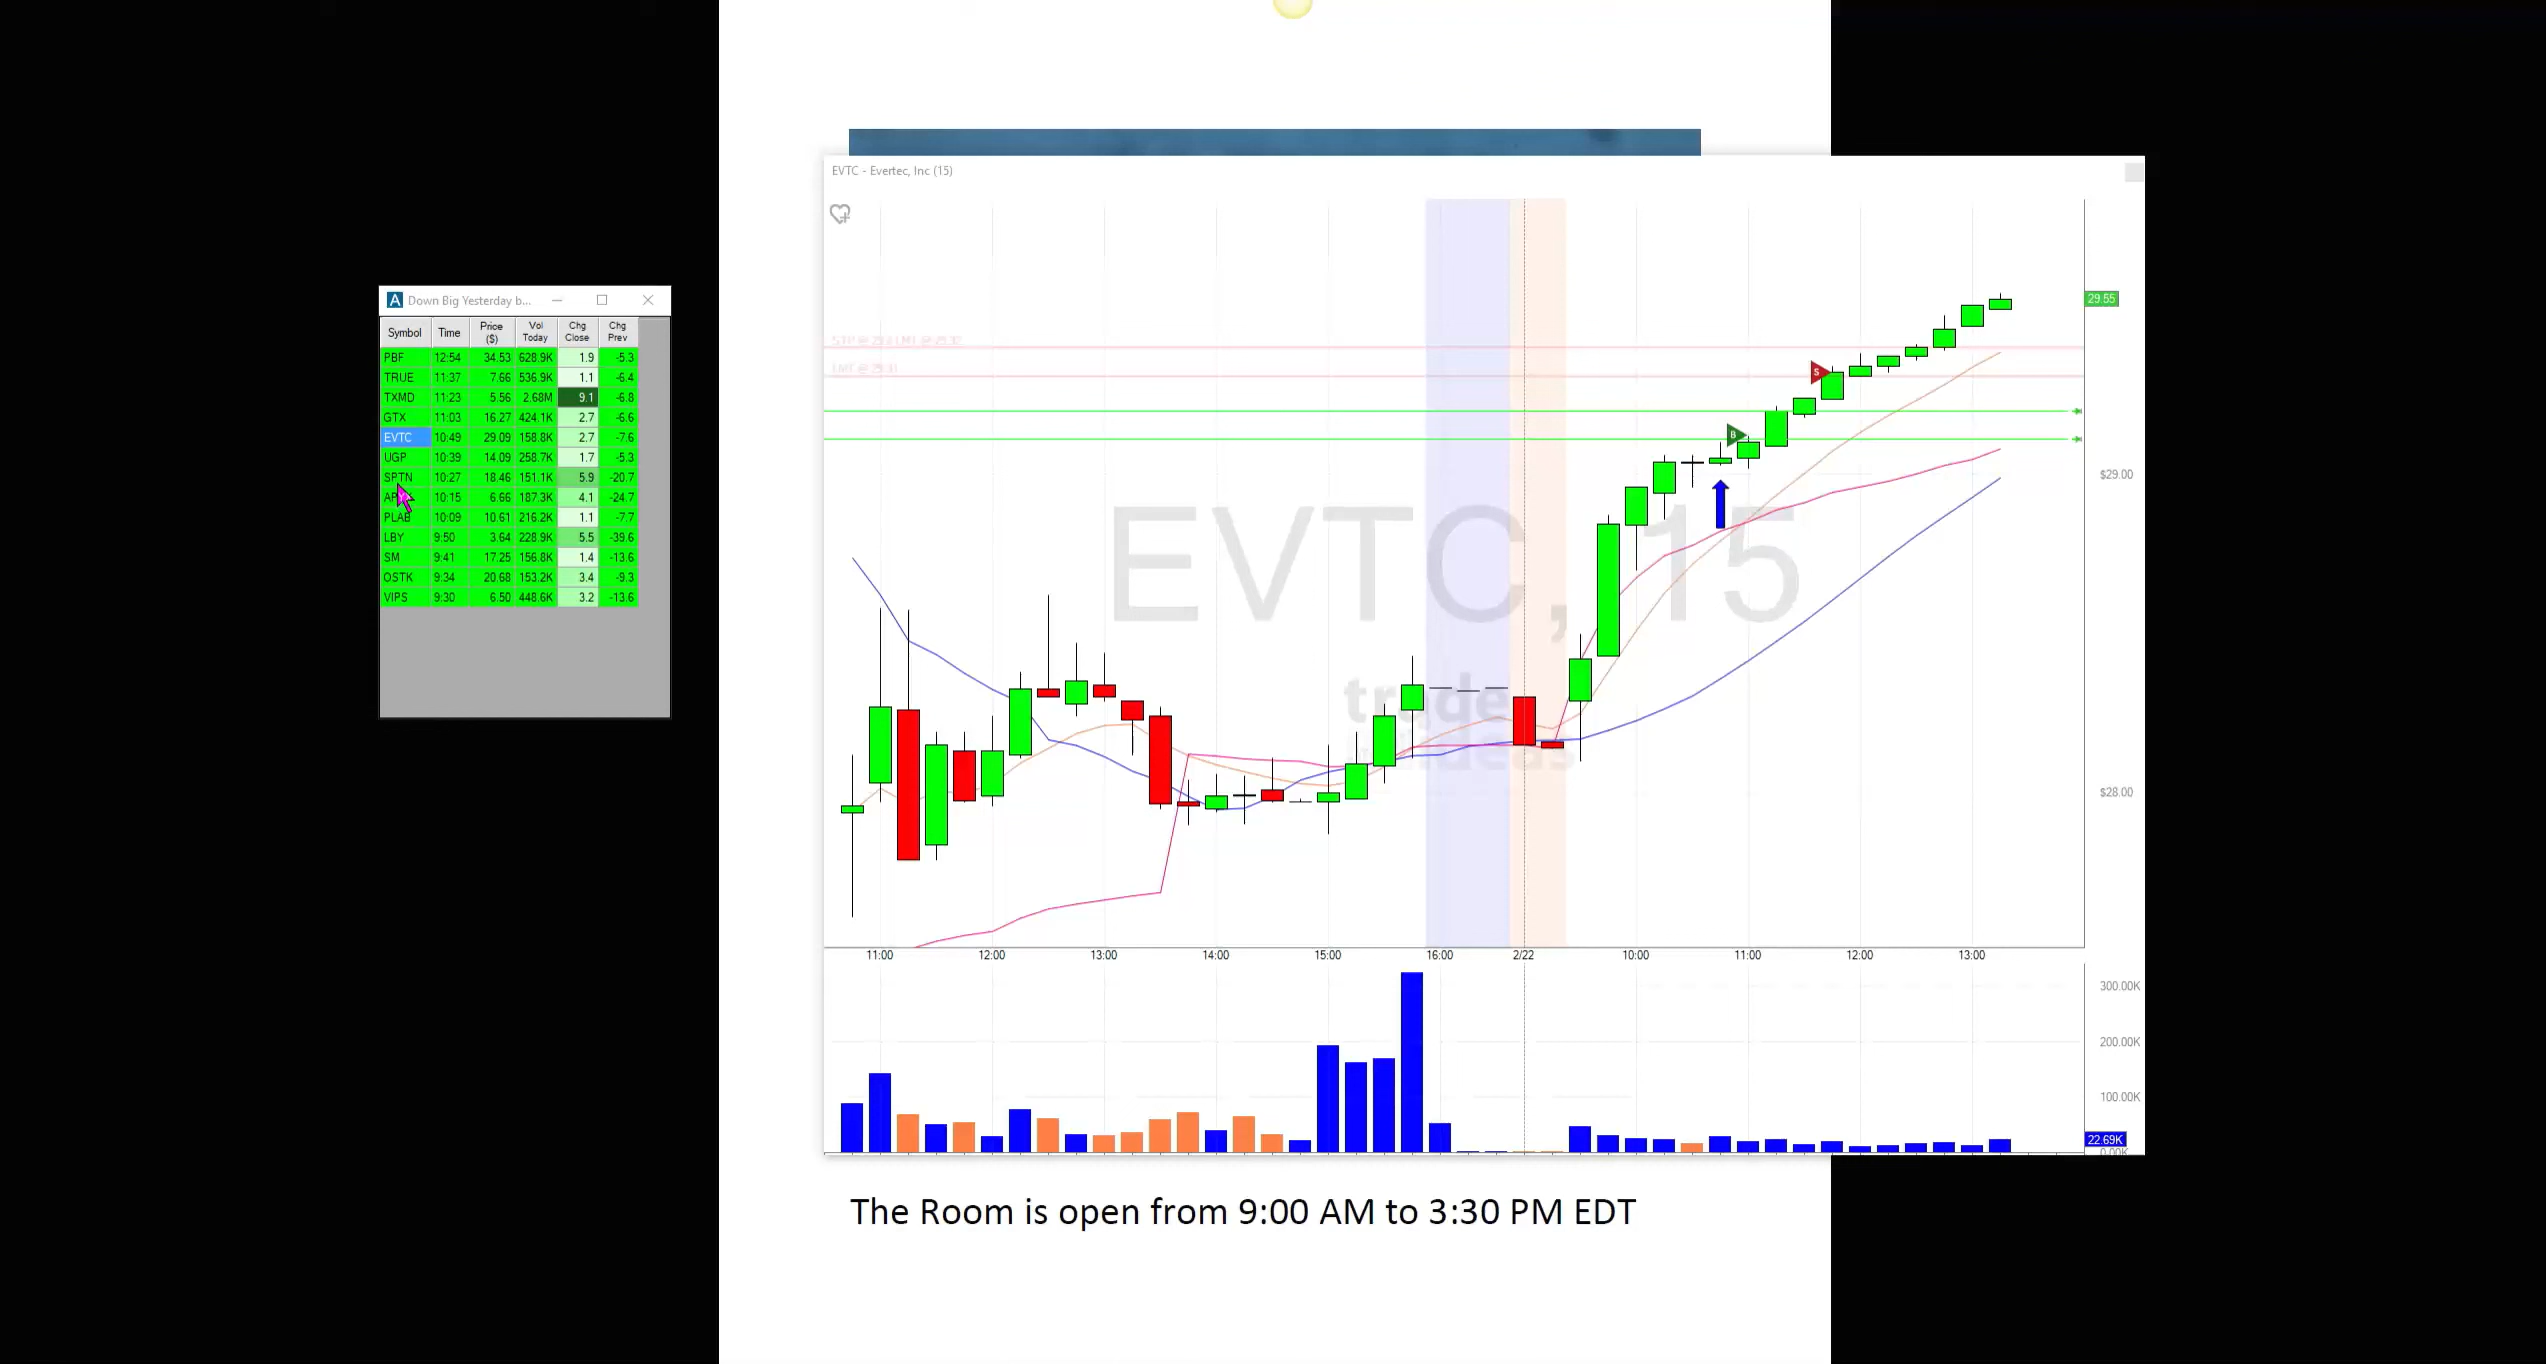 EVTC - Evertec, Inc (15)
A Down Big Yesterday b...
Symbol Time Price ($) Vol Today Chg Close Chg Prev
PBF 12:54 34.53 628.9K 1.9 -5.3
TRUE 11:37 7.66 536.9K 1.1 -6.4
TXMD 11:23 5.56 2.68M 9.1 -6.8
GTX 11:03 16.27 424.1K 2.7 -6.6
EVTC 10:49 29.09 158.8K 2.7 -7.6
UGP 10:39 14.09 258.7K 1.7 -5.3
SPTN 10:27 18.46 151.1K 5.9 -20.7
10:15 6.66 187.3K 4.1 -24.7
PLAB 10:09 10.61 216.2K 1.1 -7.7
LBY 9:50 3.64 228.9K 5.5 -39.6
SM 9:41 17.25 156.8K 1.4 -13.6
OSTK 9:34 20.68 153.2K 3.4 -9.3
VIPS 9:30 6.50 448.6K 3.2 -13.6
29.55
S
B
$29.00
EVTC, 15
trade
ideas
$28.00
11:00 12:00 13:00 14:00 15:00 16:00 2/22 10:00 11:00 12:00 13:00
300.00K
200.00K
100.00K
22.69K
0.00K
The Room is open from 9:00 AM to 3:30 PM EDT